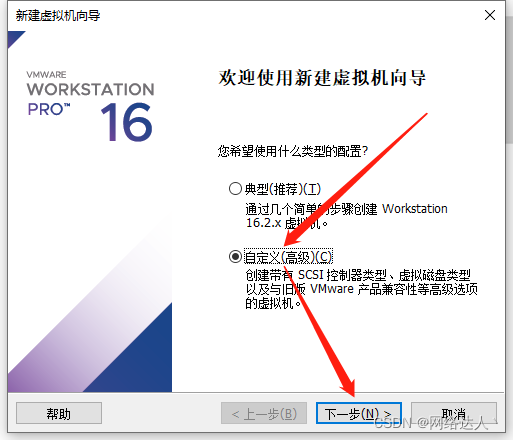 新建虚拟机向导
VMWARE
WORKSTATION
PRO™ 16
欢迎使用新建虚拟机向导
您希望使用什么类型的配置?
典型(推荐)(T)
通过几个简单的步骤创建 Workstation
16.2.x 虚拟机。
自定义(高级)(C)
创建带有 SCSI 控制器类型、虚拟磁盘类型
以及与旧版 VMware 产品兼容性等高级选项
的虚拟机。
帮助
< 上一步(B)
下一步(N) >
取消
CSDN @网络达人丶